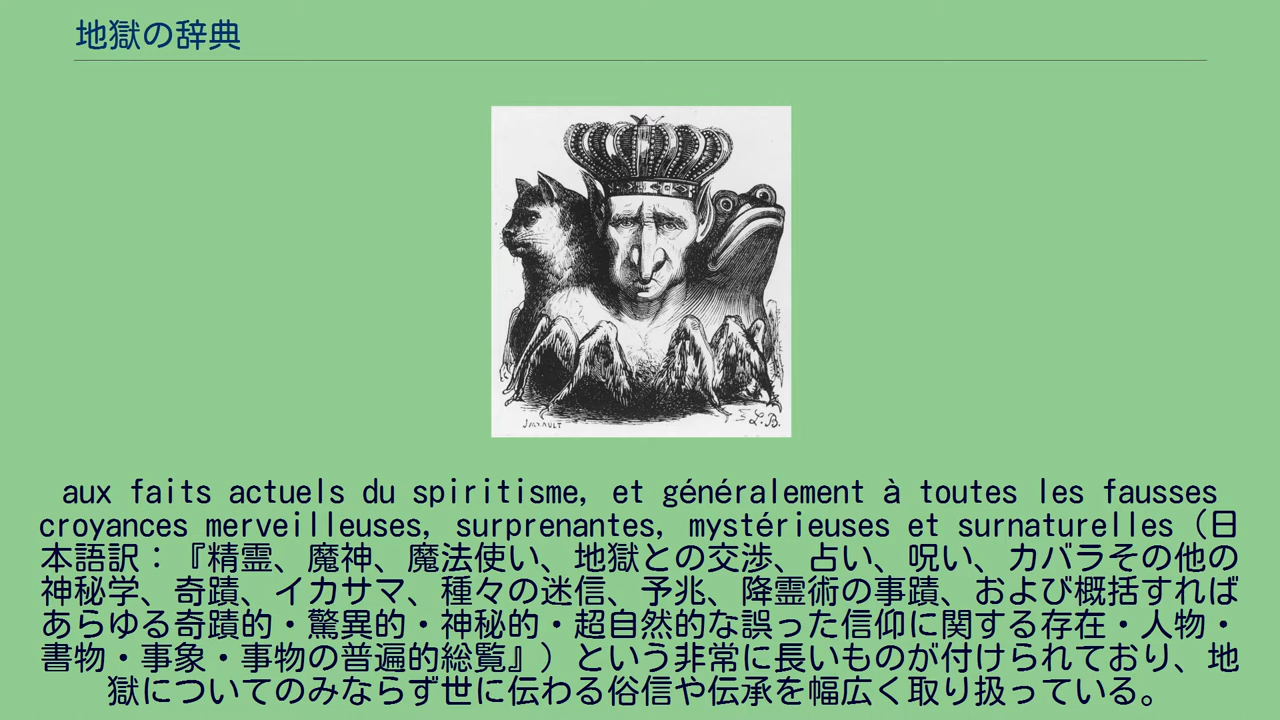 地獄の辞典
aux faits actuels du spiritisme, et généralement à toutes les fausses
croyances merveilleuses, surprenantes, mystérieuses et surnaturelles（日
本語訳：『精霊、魔神、魔法使い、地獄との交渉、占い、呪い、カバラその他の
神秘学、奇蹟、イカサマ、種々の迷信、予兆、降霊術の事蹟、および概括すれば
あらゆる奇蹟的・驚異的・神秘的・超自然的な誤った信仰に関する存在・人物・
書物・事象・事物の普遍的総覧』）という非常に長いものが付けられており、地
獄についてのみならず世に伝わる俗信や伝承を幅広く取り扱っている。